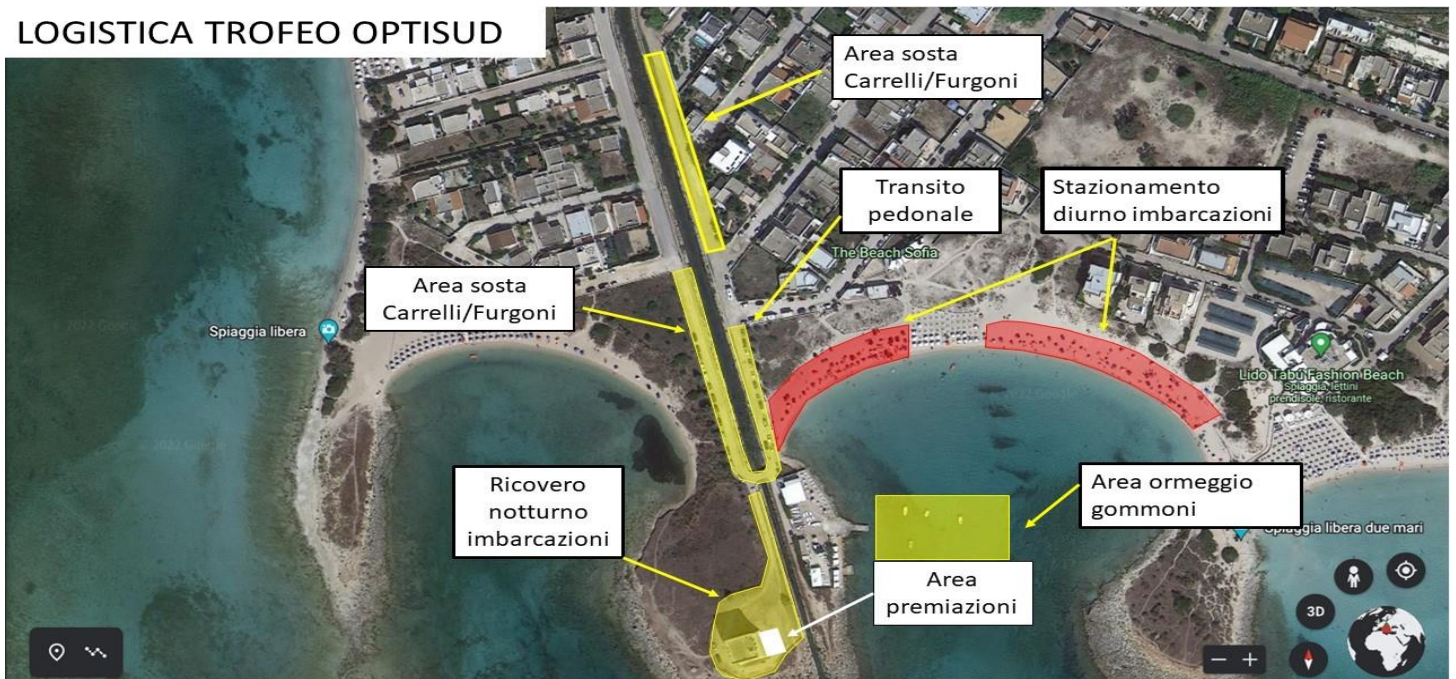 LOGISTICA TROFEO OPTISUD
Area sosta
Carrelli/Furgoni
Transito
pedonale
Stazionamento
diurno imbarcazioni
The Beach Sofia
Area sosta
Carrelli/Furgoni
Spiaggia libera
Lido Tabù Fashion Beach
Spiaggia, lettini
prendisole, ristorante
Ricovero
notturno
imbarcazioni
Area ormeggio
gommoni
Spiaggia libera due mari
Area
premiazioni
3D